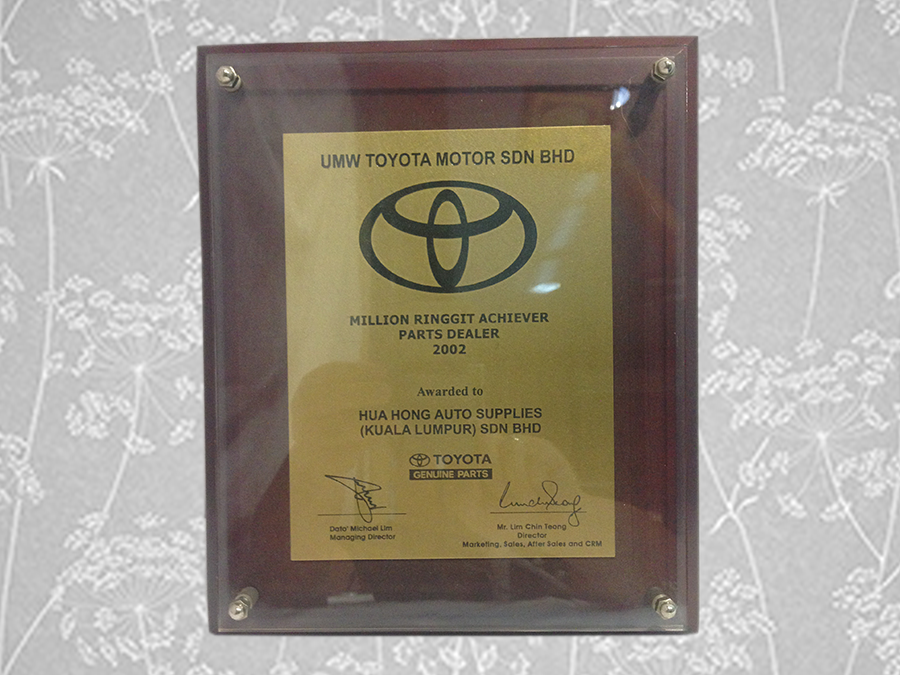 UMW TOYOTA MOTOR SDN BHD
MILLION RINGGIT ACHIEVER
PARTS DEALER
2002
Awarded to
HUA HONG AUTO SUPPLIES
(KUALA LUMPUR) SDN BHD
TOYOTA
GENUINE PARTS
Dato' Michael Lim
Managing Director
Mr. Lim Chin Teong
Director
Marketing, Sales, After Sales and CRM